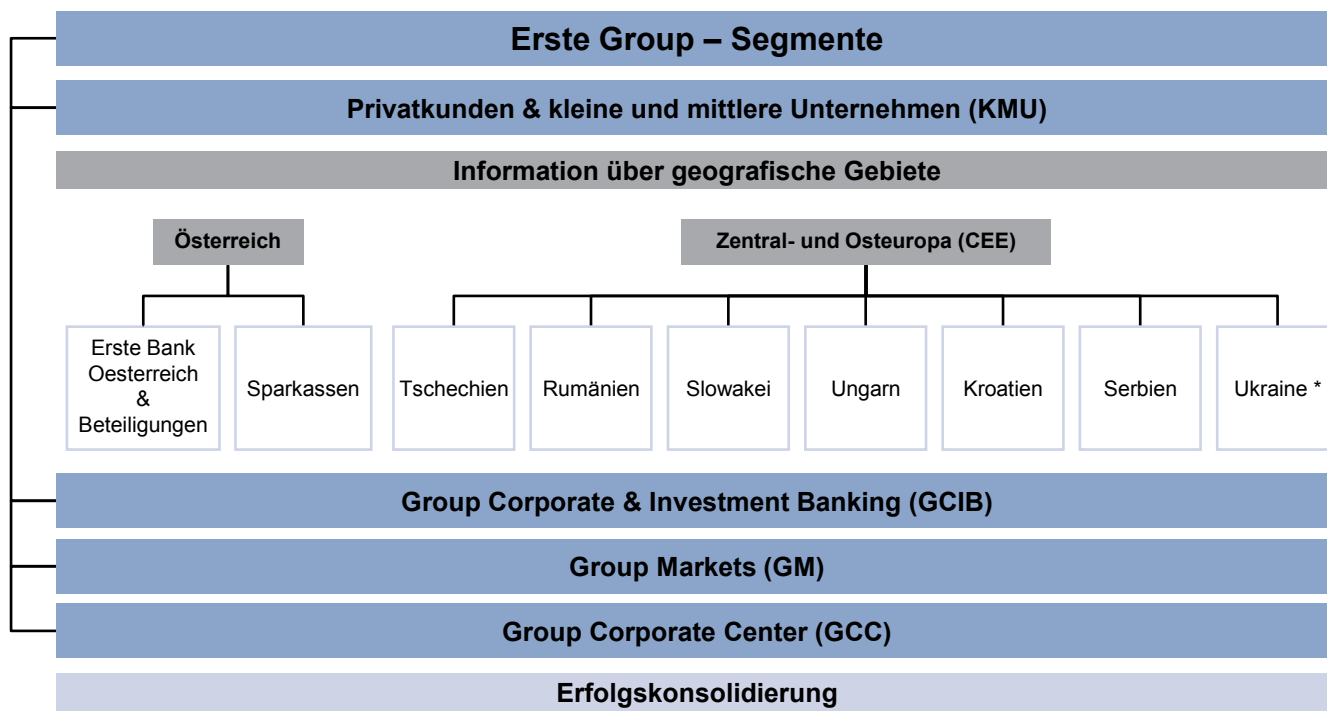 Erste Group – Segmente
Privatkunden & kleine und mittlere Unternehmen (KMU)
Information über geografische Gebiete
Österreich
Zentral- und Osteuropa (CEE)
Erste Bank
Oesterreich
&
Beteiligungen
Sparkassen
Tschechien
Rumänien
Slowakei
Ungarn
Kroatien
Serbien
Ukraine *
Group Corporate & Investment Banking (GCIB)
Group Markets (GM)
Group Corporate Center (GCC)
Erfolgskonsolidierung